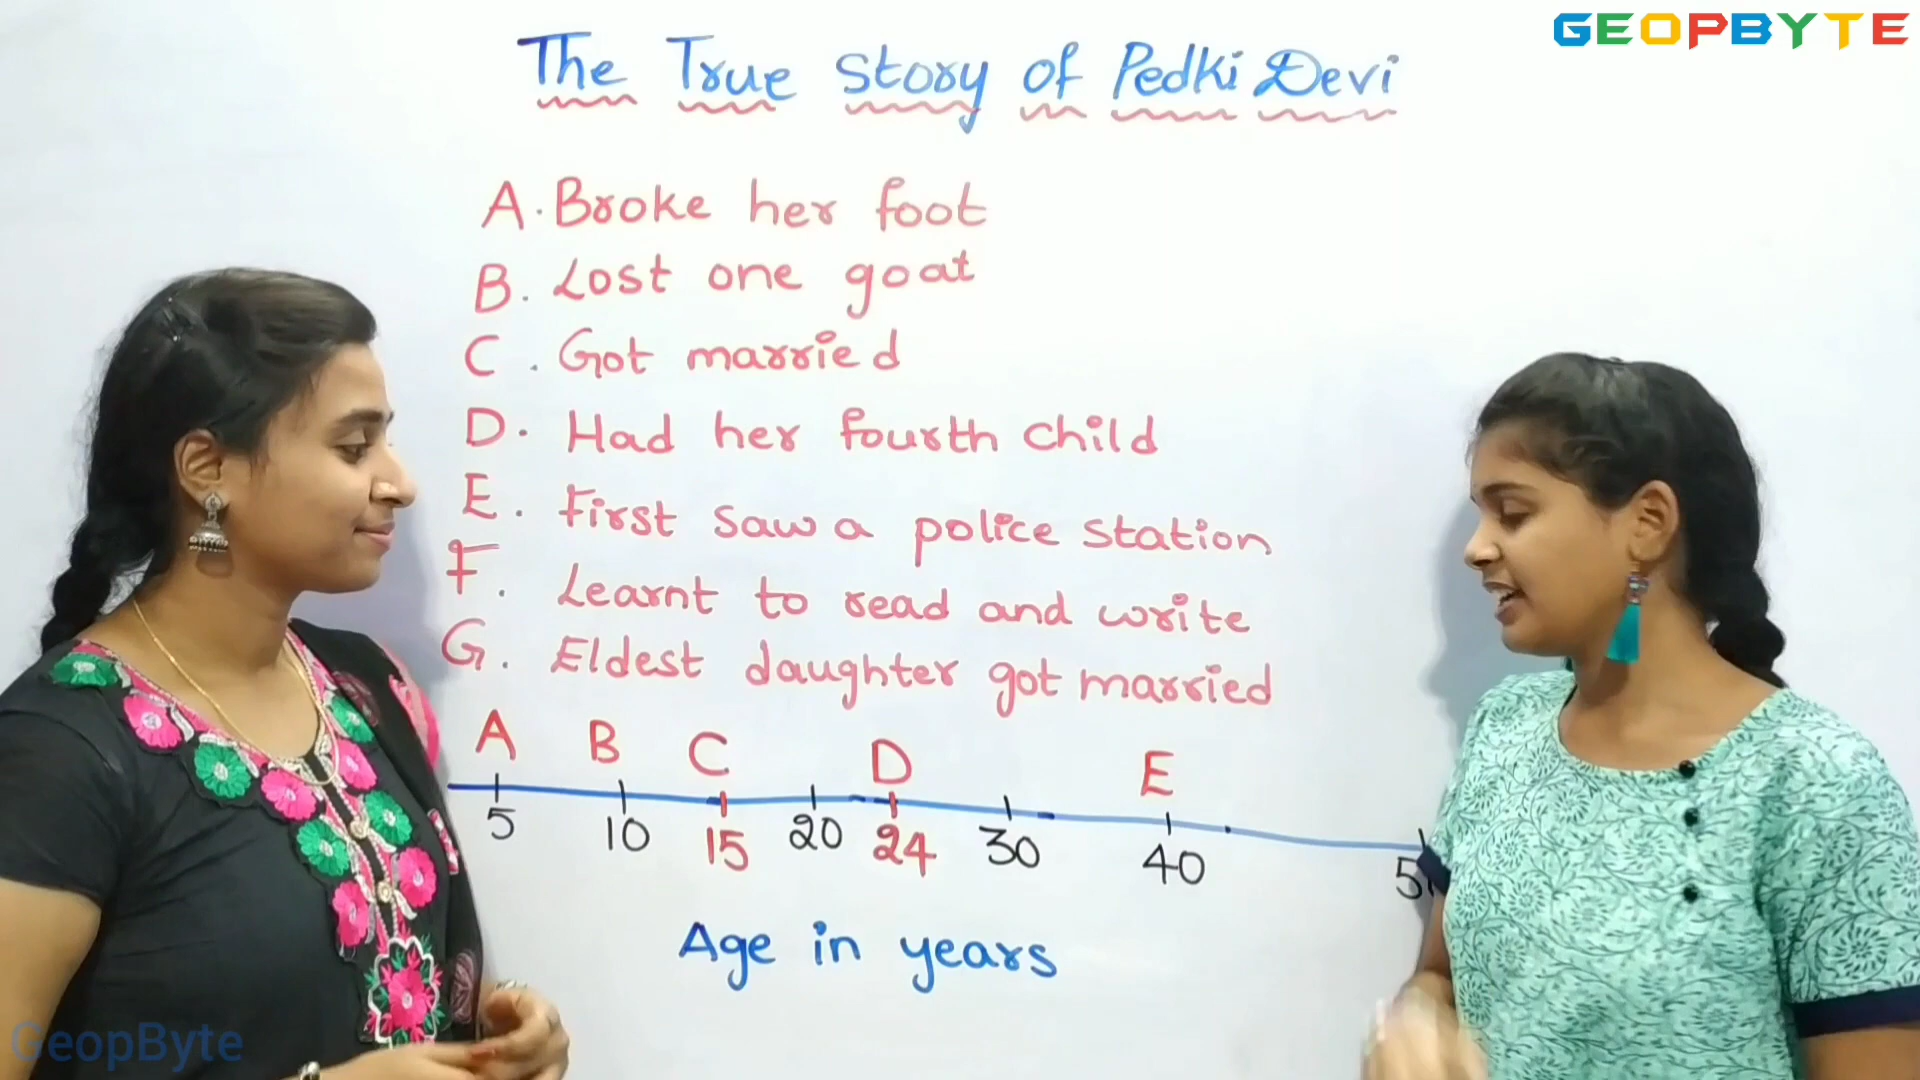 GEOPBYTE
The True Story of Pedki Devi
A. Broke her foot
B. Lost one goat
C. Got married
D. Had her fourth child
E. First saw a police station
F. Learnt to read and write
G. Eldest daughter got married
A B C D E
5 10 15 20 24 30 40
Age in years
GeopByte